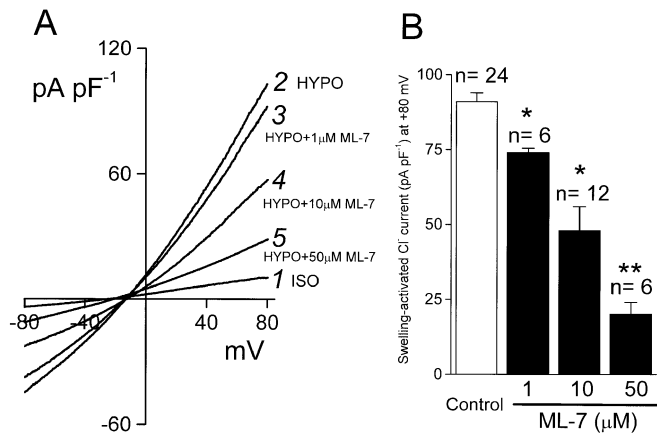 A
120
pA pF⁻¹
2 HYPO
3
HYPO+1µM ML-7
60
4
HYPO+10µM ML-7
5
HYPO+50µM ML-7
1 ISO
-80 -40 40 80
mV
-60
B
Swelling-activated Cl⁻ current (pA pF⁻¹) at +80 mV
100
75
50
25
0
n= 24
*
n= 6
*
n= 12
**
n= 6
Control
1 10 50
ML-7 (µM)